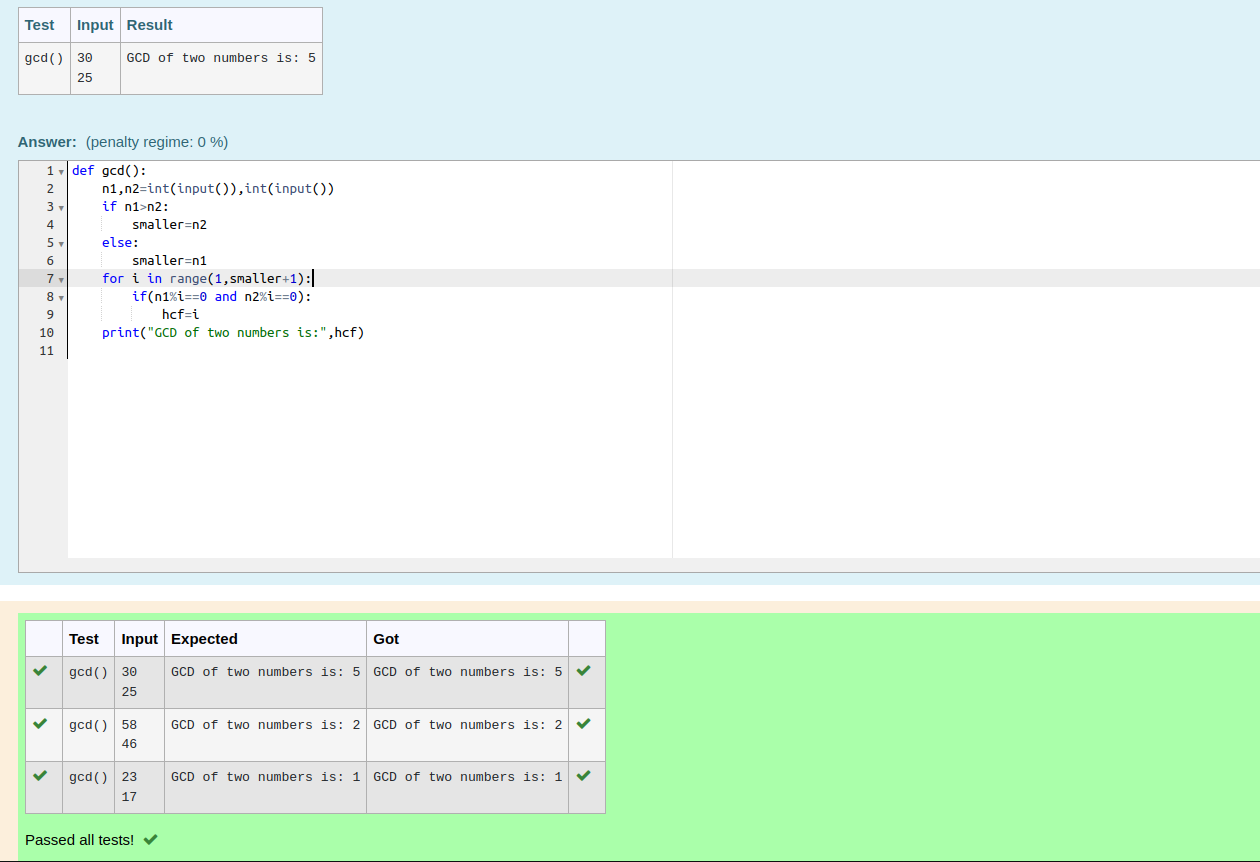 Test Input Result
gcd() 30 GCD of two numbers is: 5
25
Answer: (penalty regime: 0 %)
1 def gcd():
2     n1,n2=int(input()),int(input())
3     if n1>n2:
4         smaller=n2
5     else:
6         smaller=n1
7     for i in range(1,smaller+1):
8         if(n1%i==0 and n2%i==0):
9             hcf=i
10     print("GCD of two numbers is:",hcf)
11
Test Input Expected Got
gcd() 30 GCD of two numbers is: 5 GCD of two numbers is: 5
25
gcd() 58 GCD of two numbers is: 2 GCD of two numbers is: 2
46
gcd() 23 GCD of two numbers is: 1 GCD of two numbers is: 1
17
Passed all tests!